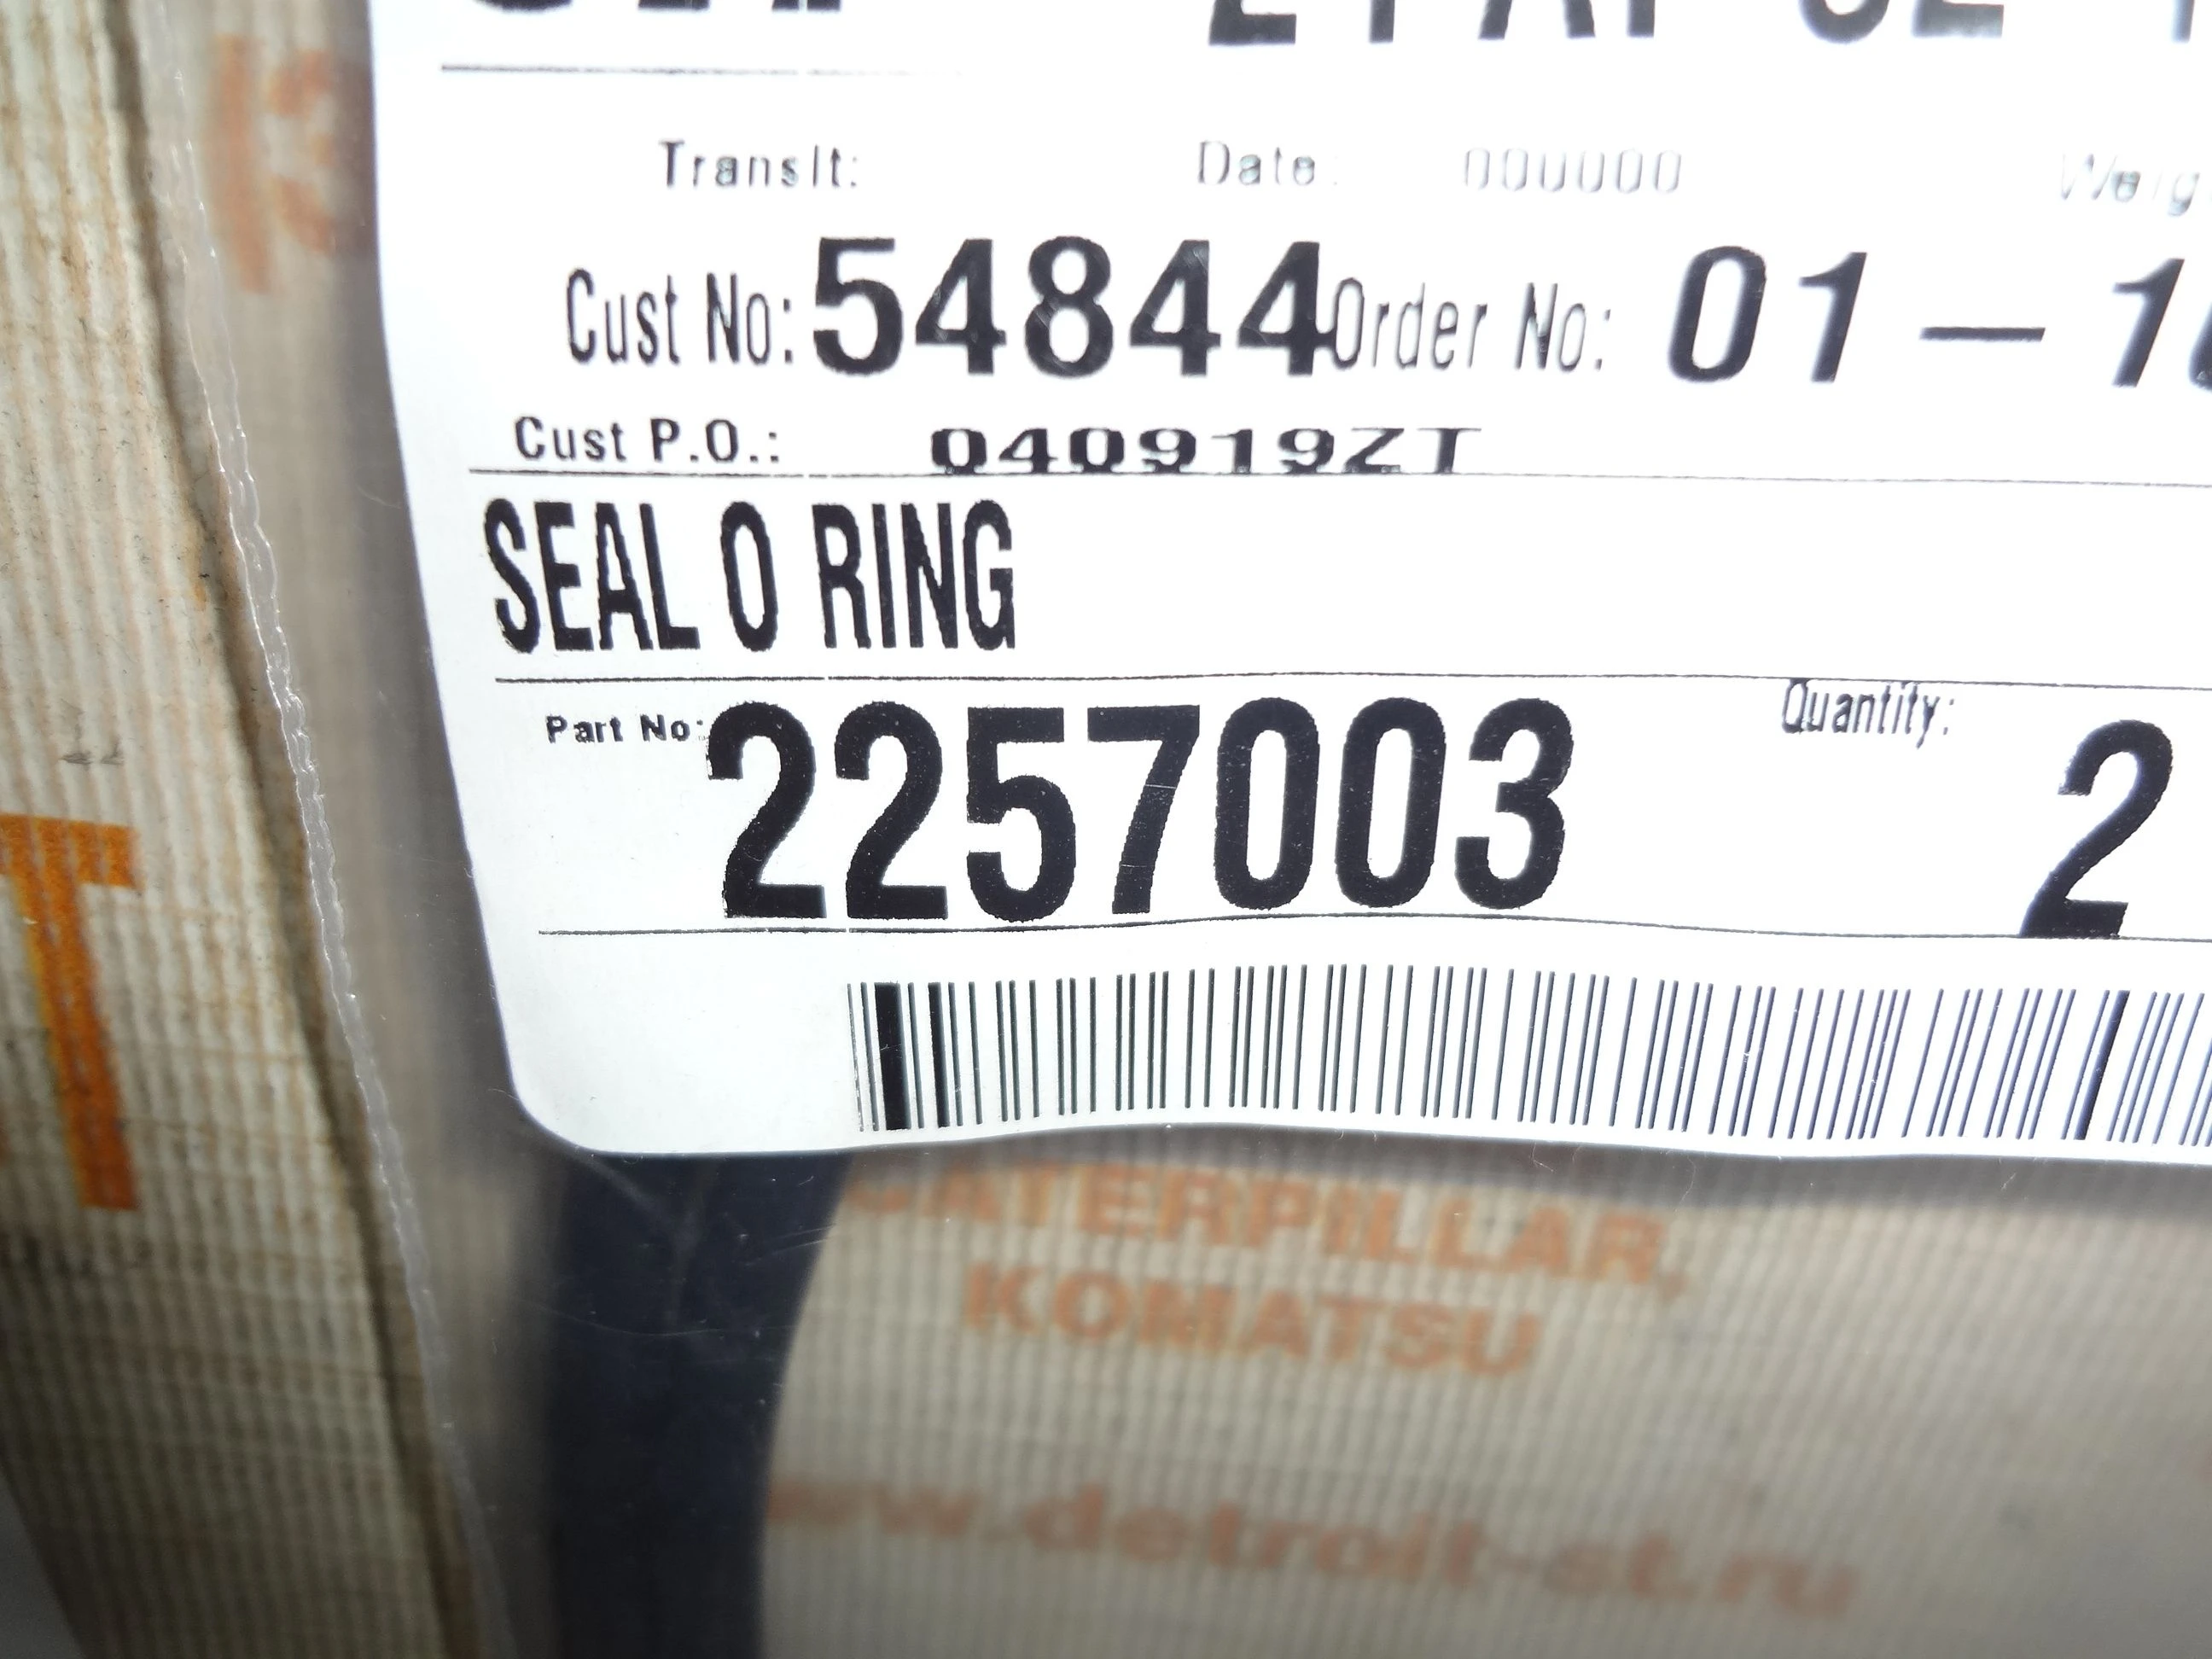 Transit: Date: 000000
Cust No: 54844 Order No: 01-1
Cust P.O.: 040919ZT
SEAL O RING
Part No: 2257003 Quantity: 2
T
CATERPILLAR,
KOMATSU
www.detroit-st.ru